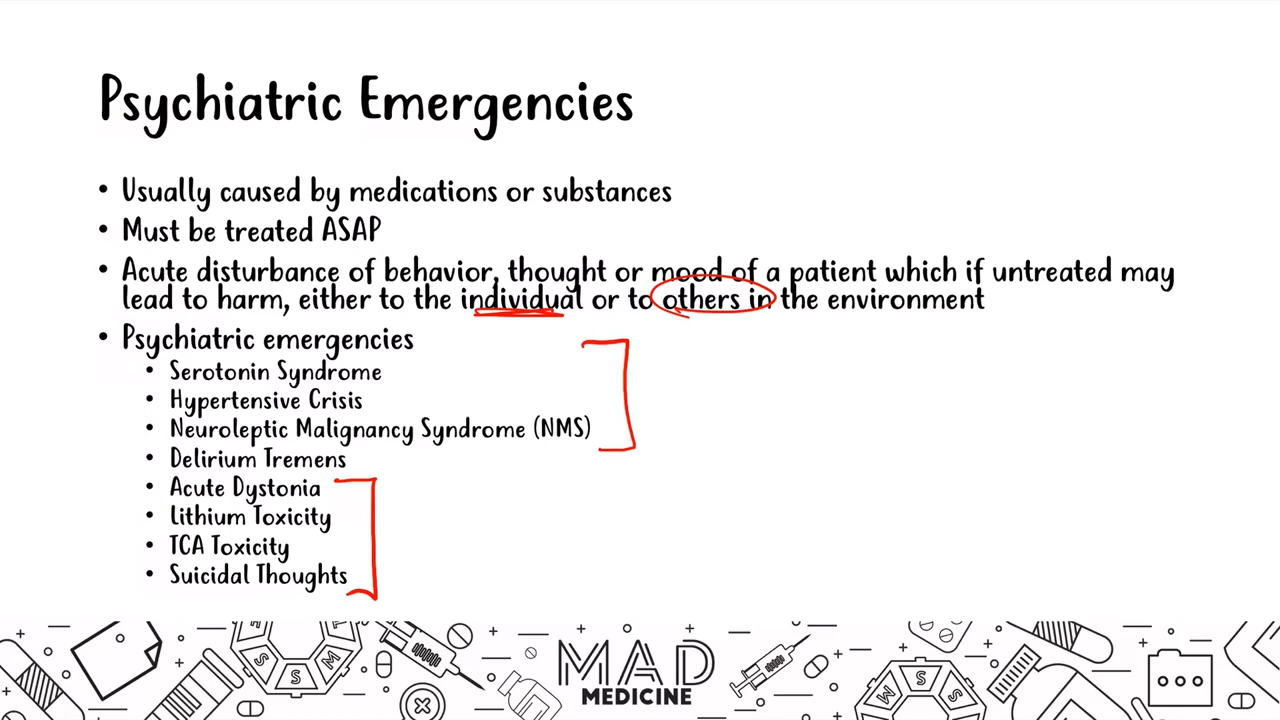 Psychiatric Emergencies
• Usually caused by medications or substances
• Must be treated ASAP
• Acute disturbance of behavior, thought or mood of a patient which if untreated may
lead to harm, either to the individual or to others in the environment
• Psychiatric emergencies
• Serotonin Syndrome
• Hypertensive Crisis
• Neuroleptic Malignancy Syndrome (NMS)
• Delirium Tremens
• Acute Dystonia
• Lithium Toxicity
• TCA Toxicity
• Suicidal Thoughts
S S M
M S S
MAD
MEDICINE